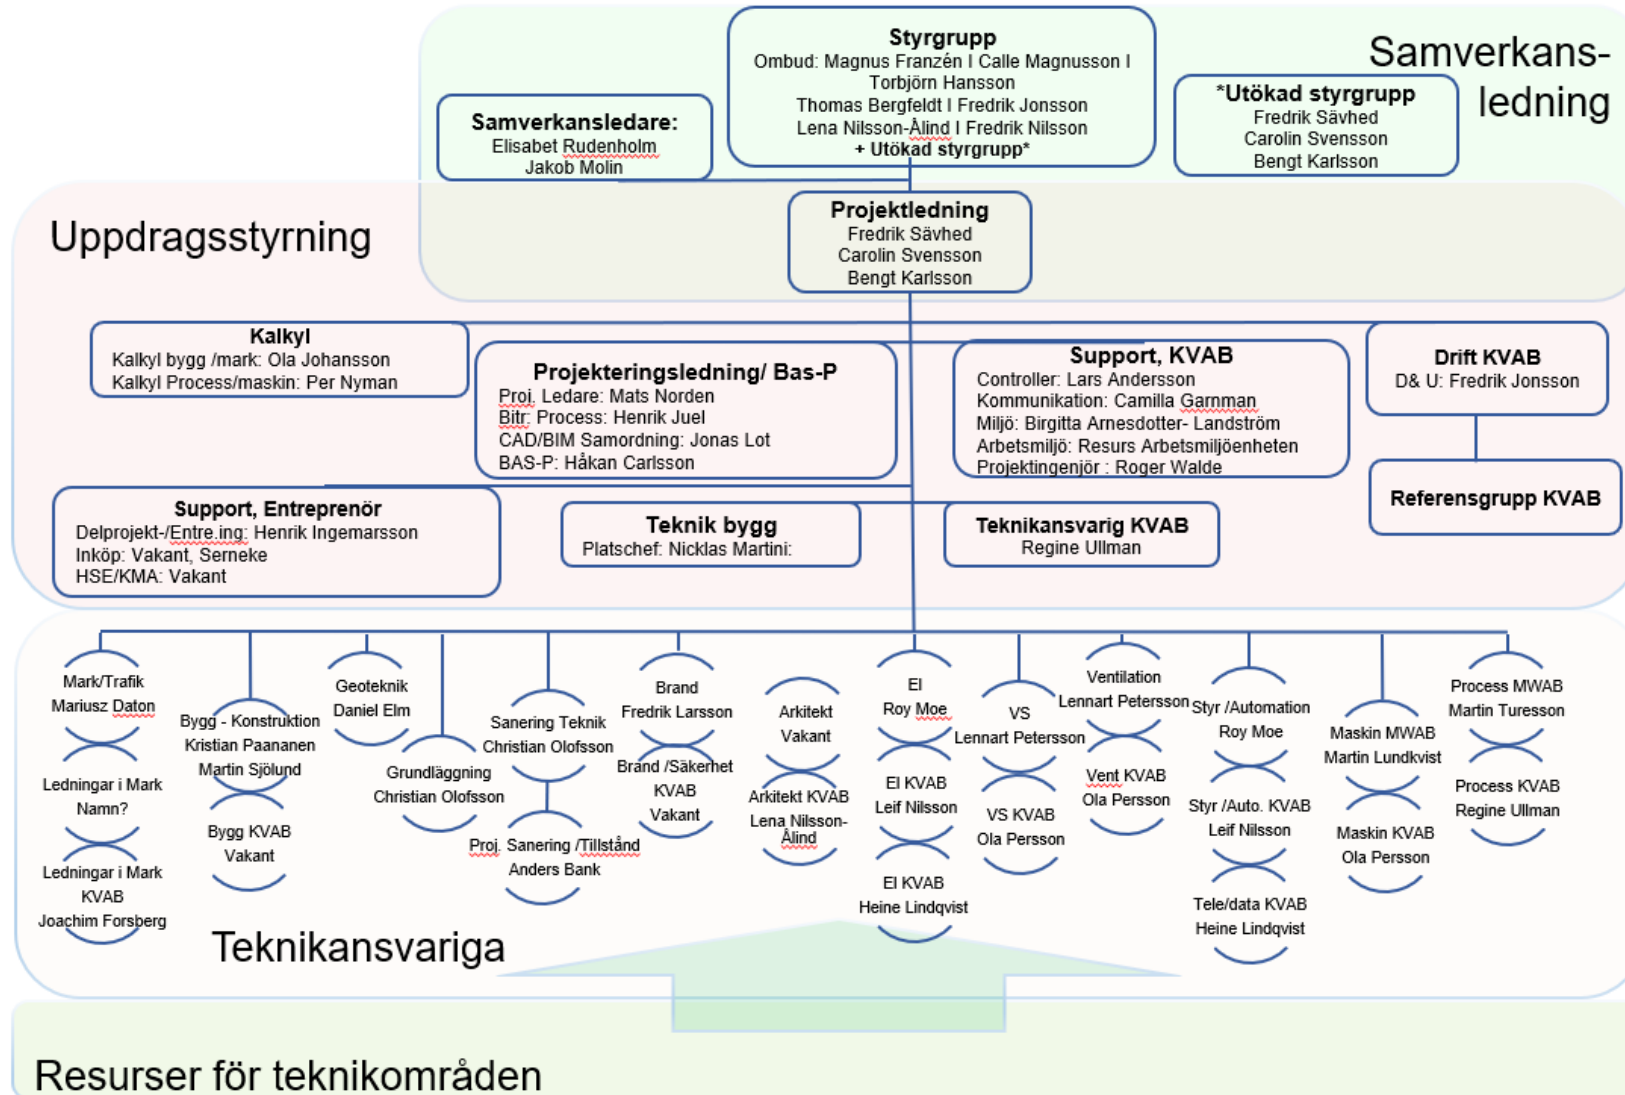 Samverkans-
ledning
Styrgrupp
Ombud: Magnus Franzén I Calle Magnusson I
Torbjörn Hansson
Thomas Bergfeldt I Fredrik Jonsson
Lena Nilsson-Ålind I Fredrik Nilsson
+ Utökad styrgrupp*
*Utökad styrgrupp
Fredrik Sävhed
Carolin Svensson
Bengt Karlsson
Samverkansledare:
Elisabet Rudenholm
Jakob Molin
Uppdragsstyrning
Projektledning
Fredrik Sävhed
Carolin Svensson
Bengt Karlsson
Kalkyl
Kalkyl bygg /mark: Ola Johansson
Kalkyl Process/maskin: Per Nyman
Projekteringsledning/ Bas-P
Proj. Ledare: Mats Norden
Bitr: Process: Henrik Juel
CAD/BIM Samordning: Jonas Lot
BAS-P: Håkan Carlsson
Support, KVAB
Controller: Lars Andersson
Kommunikation: Camilla Garnman
Miljö: Birgitta Arnesdotter- Landström
Arbetsmiljö: Resurs Arbetsmiljöenheten
Projektingenjör : Roger Walde
Drift KVAB
D& U: Fredrik Jonsson
Referensgrupp KVAB
Support, Entreprenör
Delprojekt-/Entre.ing: Henrik Ingemarsson
Inköp: Vakant, Serneke
HSE/KMA: Vakant
Teknik bygg
Platschef: Nicklas Martini:
Teknikansvarig KVAB
Regine Ullman
Mark/Trafik
Mariusz Daton
Ledningar i Mark
Namn?
Ledningar i Mark
KVAB
Joachim Forsberg
Bygg - Konstruktion
Kristian Paananen
Martin Sjölund
Bygg KVAB
Vakant
Geoteknik
Daniel Elm
Grundläggning
Christian Olofsson
Sanering Teknik
Christian Olofsson
Proj. Sanering /Tillstånd
Anders Bank
Brand
Fredrik Larsson
Brand /Säkerhet
KVAB
Vakant
Arkitekt
Vakant
Arkitekt KVAB
Lena Nilsson-
Ålind
El
Roy Moe
El KVAB
Leif Nilsson
El KVAB
Heine Lindqvist
VS
Lennart Petersson
VS KVAB
Ola Persson
Ventilation
Lennart Petersson
Vent KVAB
Ola Persson
Styr /Automation
Roy Moe
Styr /Auto. KVAB
Leif Nilsson
Tele/data KVAB
Heine Lindqvist
Maskin MWAB
Martin Lundkvist
Maskin KVAB
Ola Persson
Process MWAB
Martin Turesson
Process KVAB
Regine Ullman
Teknikansvariga
Resurser för teknikområden